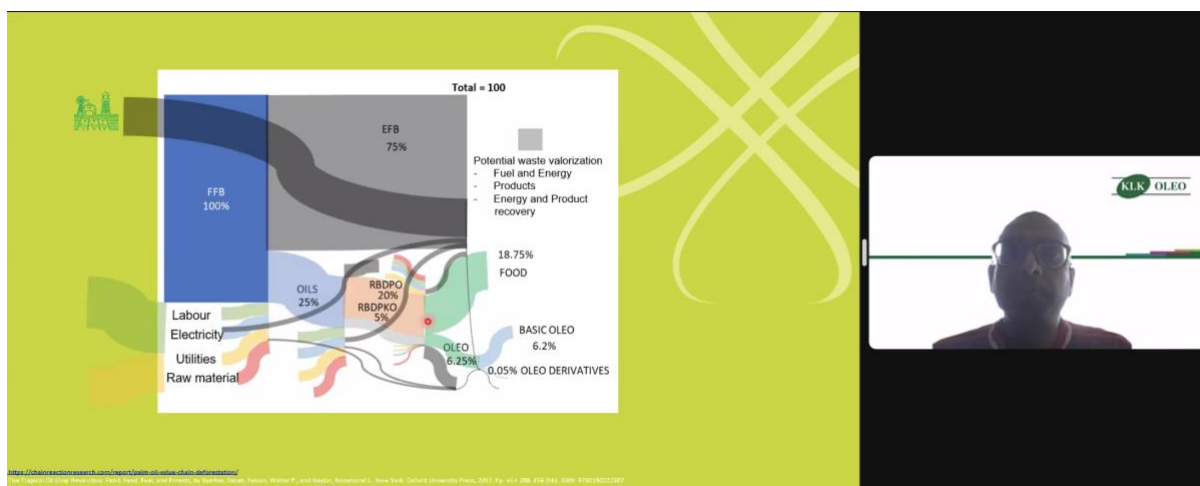 Total = 100
EFB
75%
Potential waste valorization
- Fuel and Energy
- Products
- Energy and Product
recovery
FFB
100%
18.75%
FOOD
OILS
25%
RBDPO
20%
RBDPKO
5%
Labour
Electricity
Utilities
Raw material
OLEO
6.25%
BASIC OLEO
6.2%
0.05% OLEO DERIVATIVES
KLK OLEO
https://chainreactionresearch.com/report/palm-oil-value-chain-deforestation/